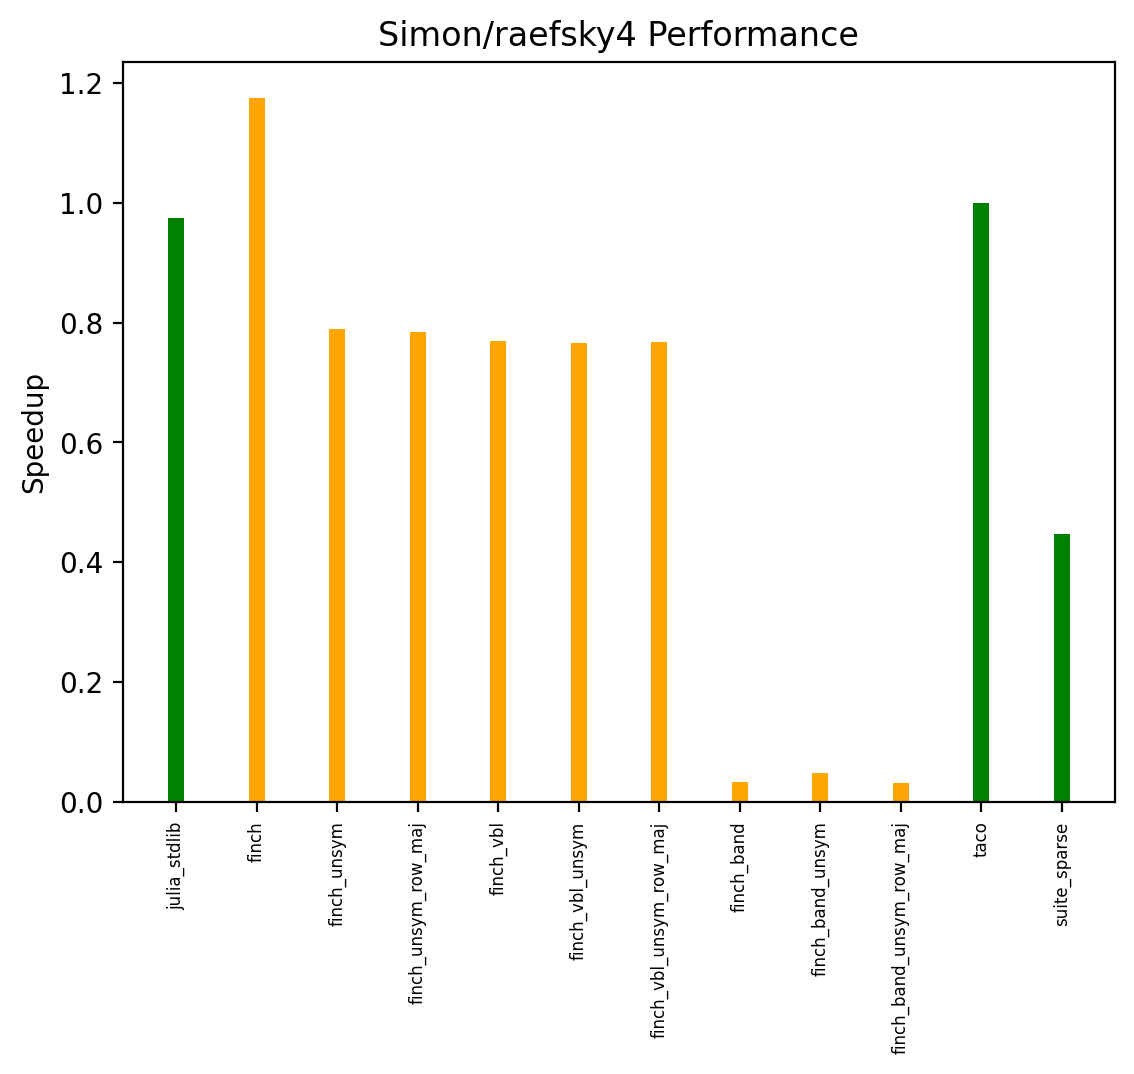 Simon/raefsky4 Performance
Speedup
1.2
1.0
0.8
0.6
0.4
0.2
0.0
julia_stdlib
finch
finch_unsym
finch_unsym_row_maj
finch_vbl
finch_vbl_unsym
finch_vbl_unsym_row_maj
finch_band
finch_band_unsym
finch_band_unsym_row_maj
taco
suite_sparse